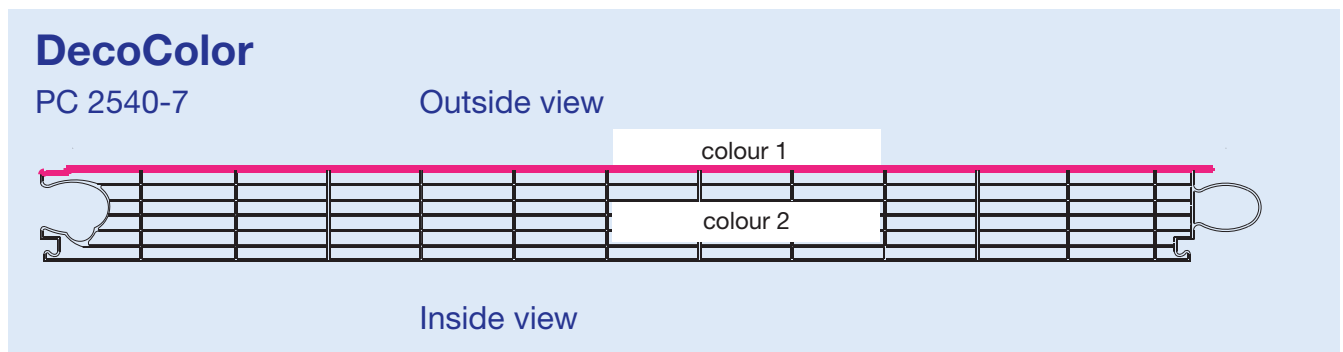 DecoColor
PC 2540-7
Outside view
colour 1
colour 2
Inside view